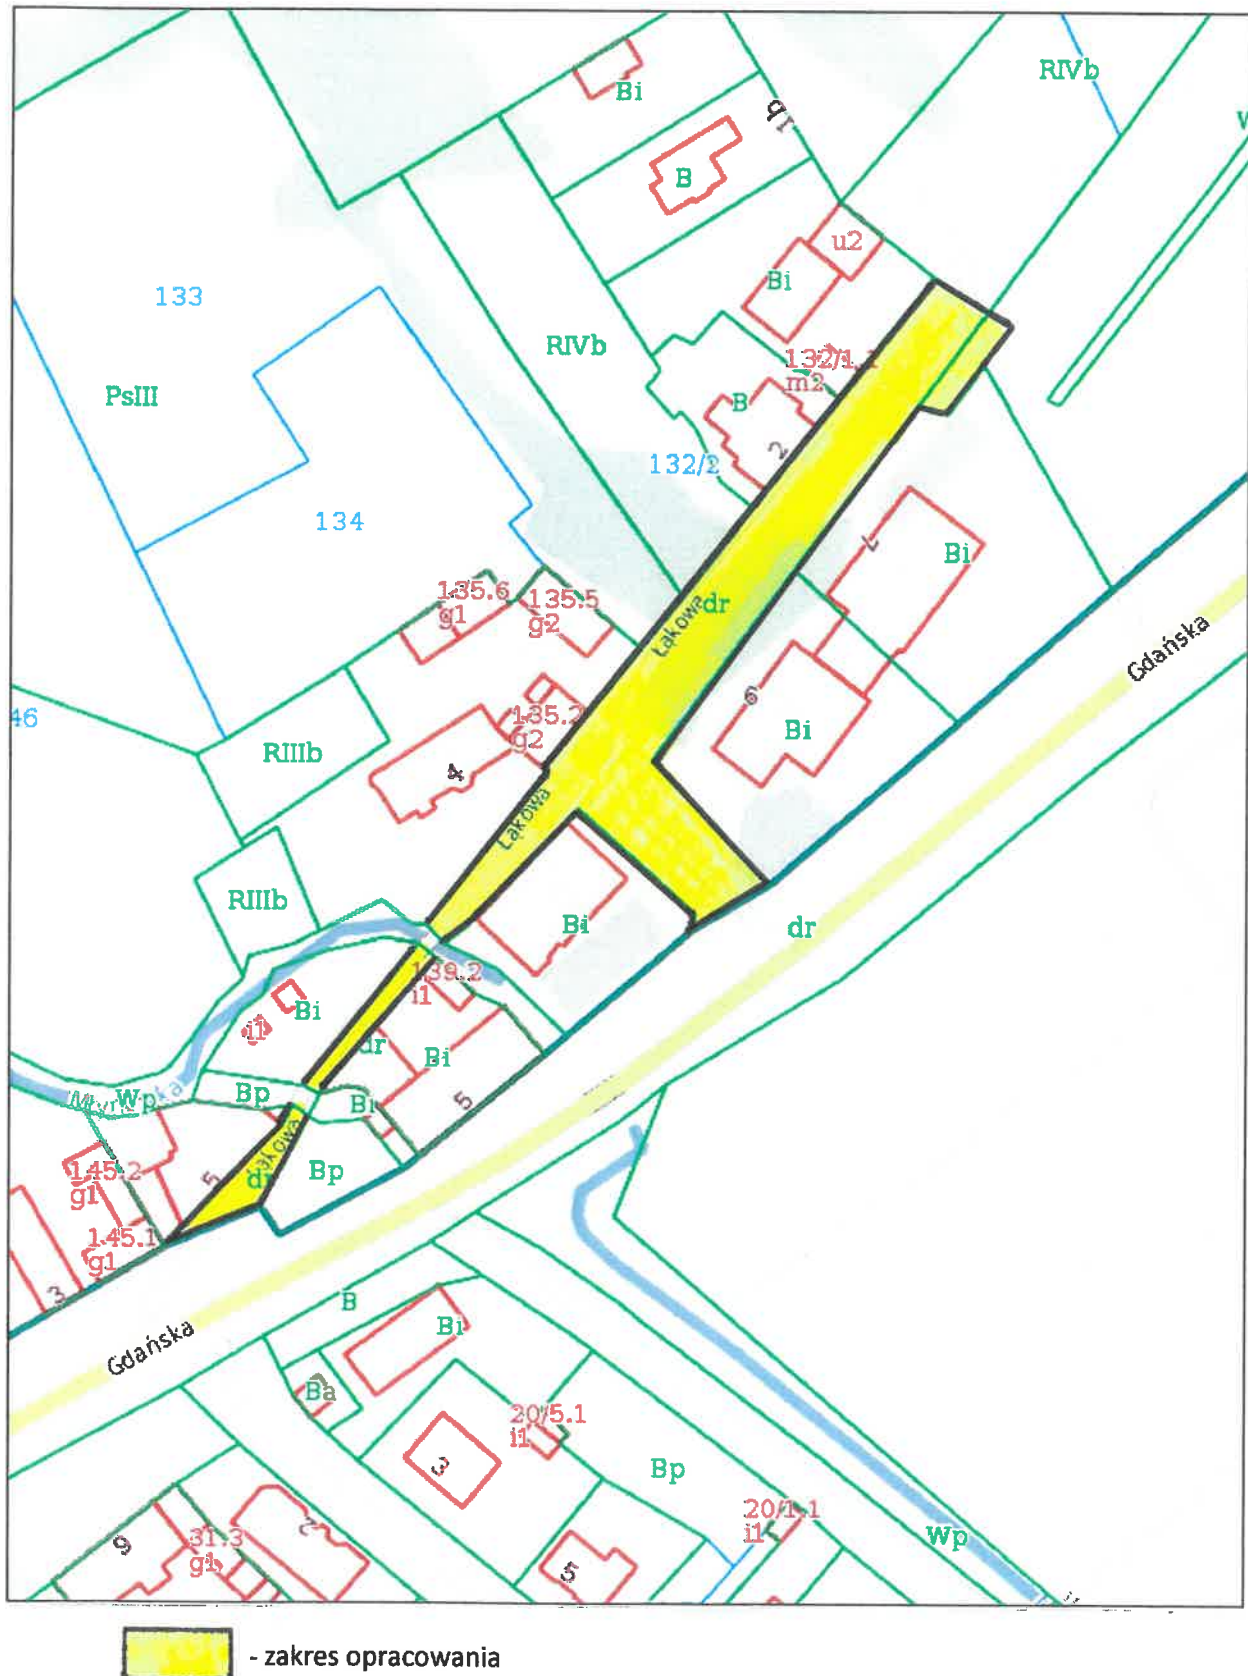 RIVb
Bi
1b
W
B
u2
Bi
133
RIVb
132/1.1
m2
PsIII
B
2
132/2
134
7
Bi
135.6
g1
135.5
g2
dr
Łąkowa
Gdańska
6
135.2
g2
46
Bi
RIIIb
4
Łąkowa
RIIIb
Bi
dr
139.2
i1
Bi
i1
dr
Bi
Bp
Wp
Bi
5
Bp
5
145.2
g1
145.1
g1
3
B
Bi
Gdańska
Ba
20/5.1
i1
3
Bp
20/1.1
i1
Wp
9
31.3
g1
2
5
- zakres opracowania